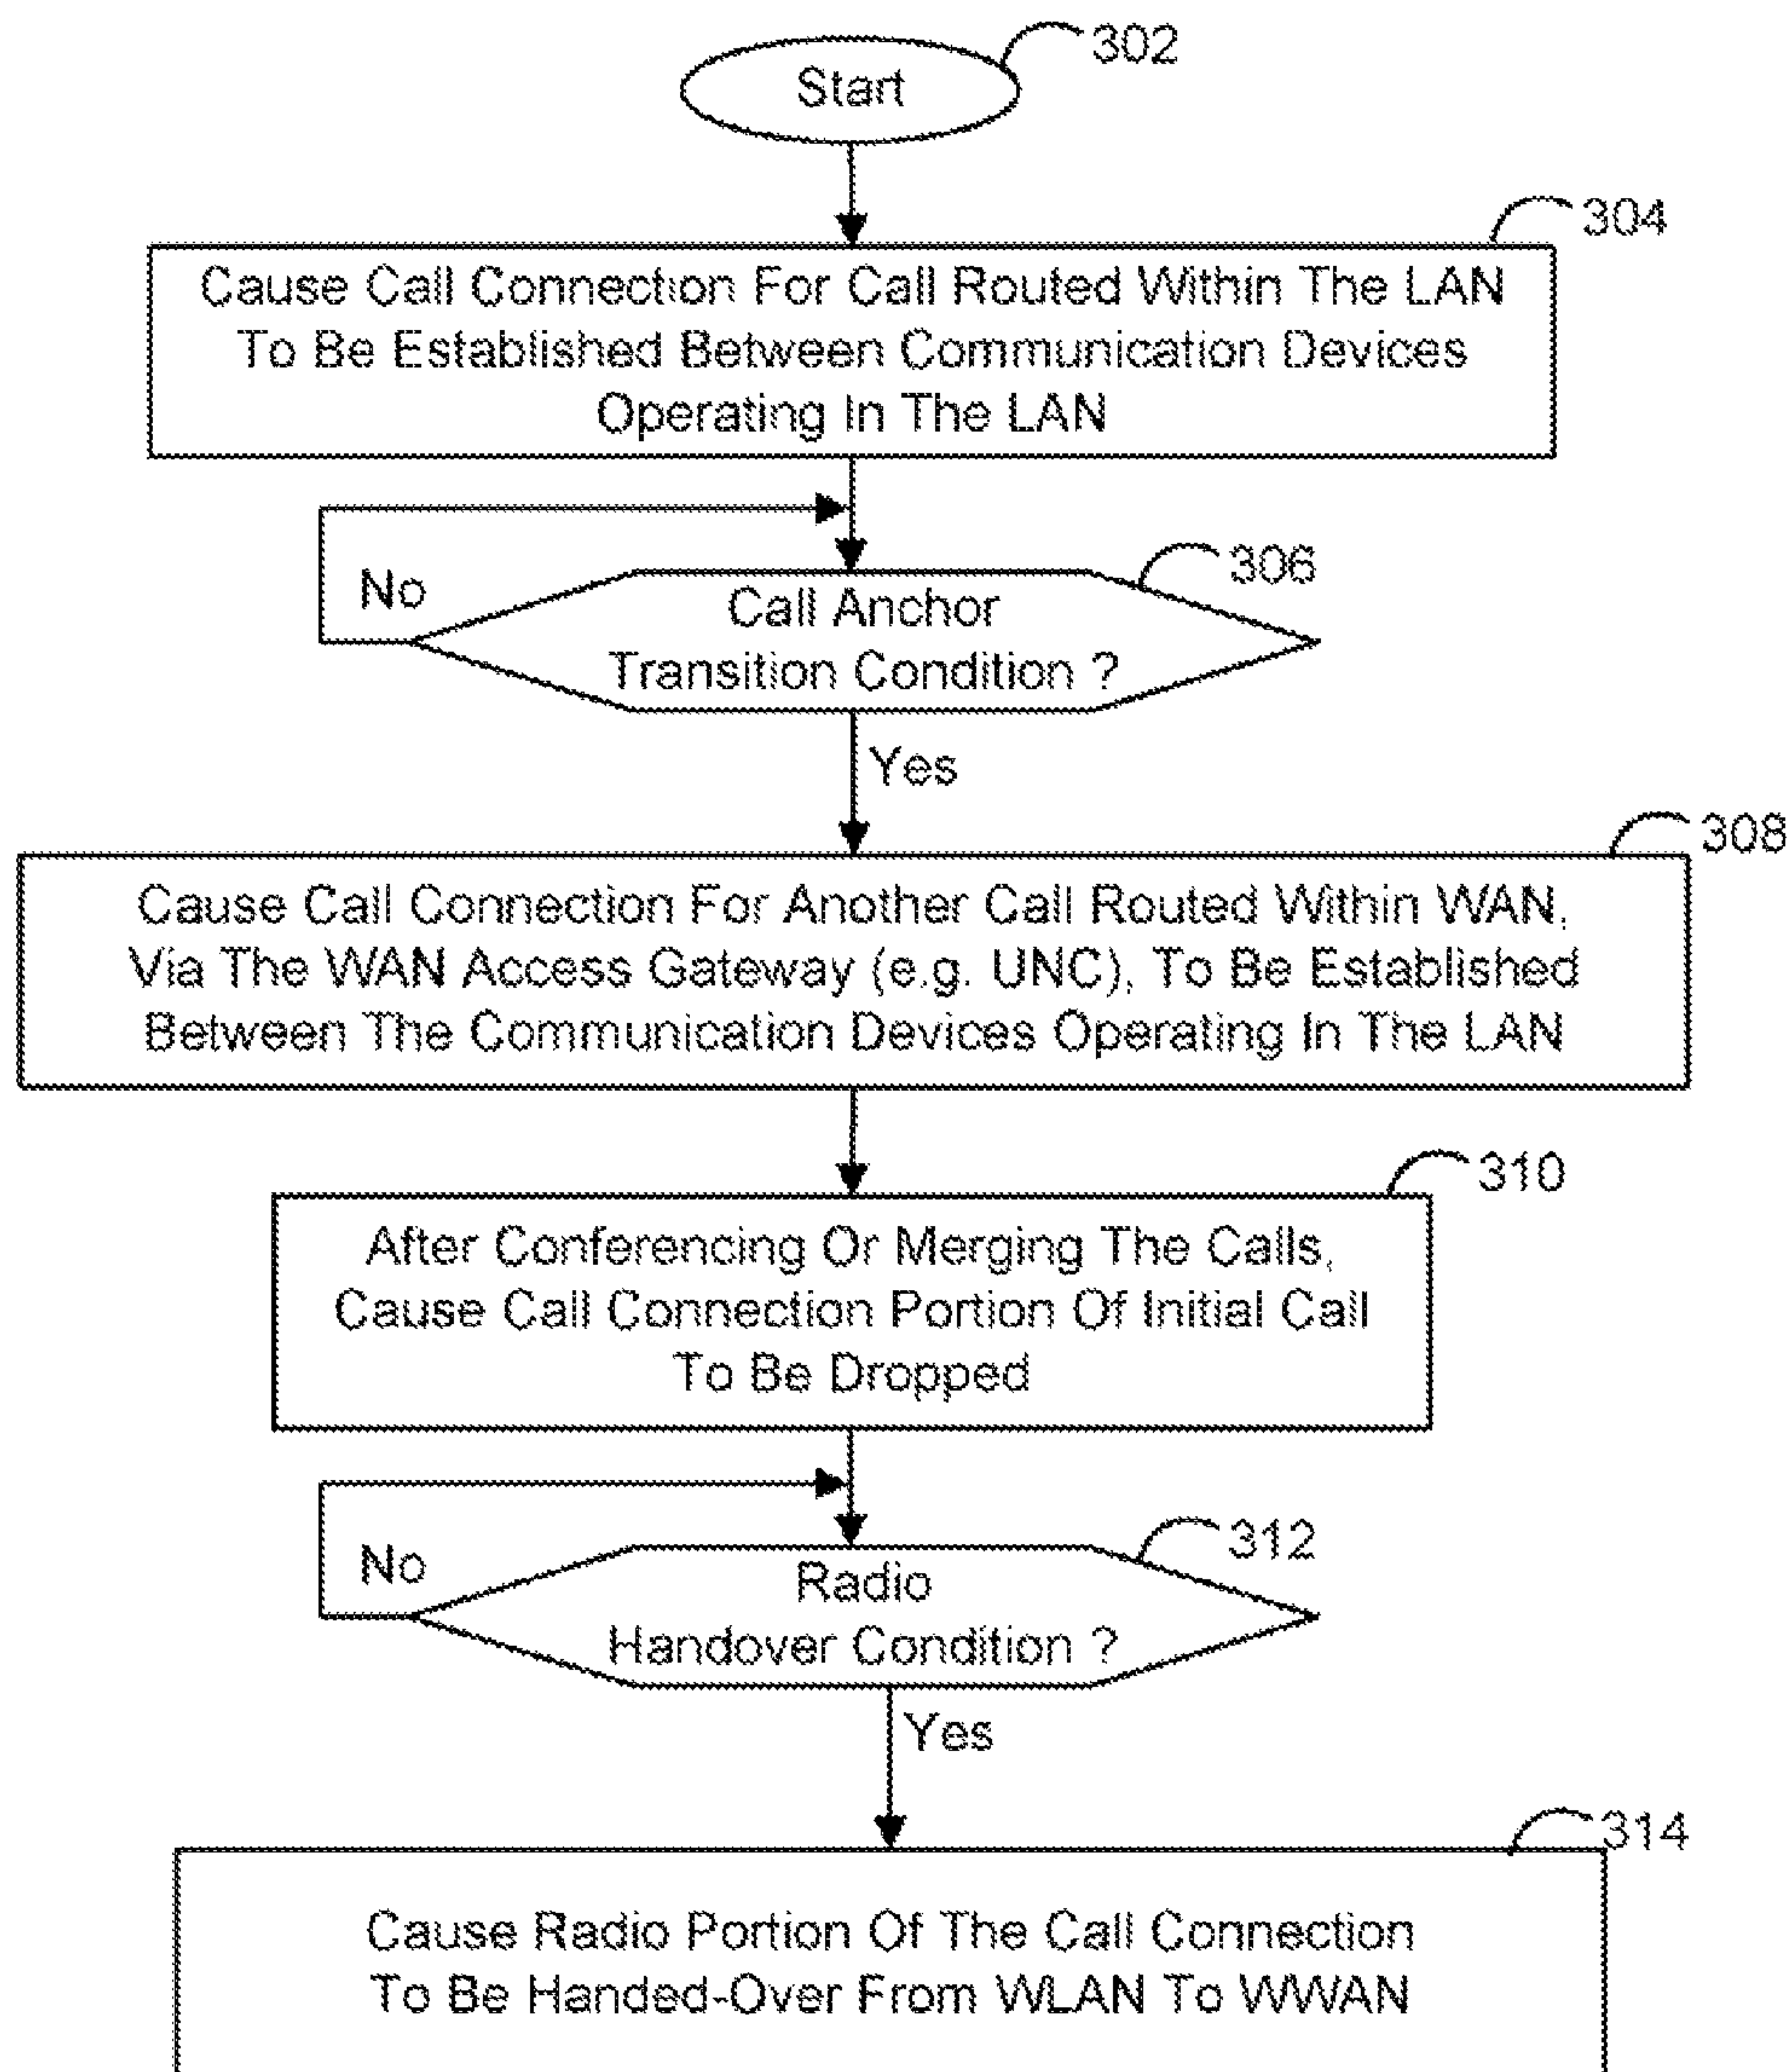 302
Start
304
Cause Call Connection For Call Routed Within The LAN
To Be Established Between Communication Devices
Operating In The LAN
306
No
Call Anchor
Transition Condition ?
Yes
308
Cause Call Connection For Another Call Routed Within WAN,
Via The WAN Access Gateway (e.g. UNC), To Be Established
Between The Communication Devices Operating In The LAN
310
After Conferencing Or Merging The Calls,
Cause Call Connection Portion Of Initial Call
To Be Dropped
312
No
Radio
Handover Condition ?
Yes
314
Cause Radio Portion Of The Call Connection
To Be Handed-Over From WLAN To WWAN